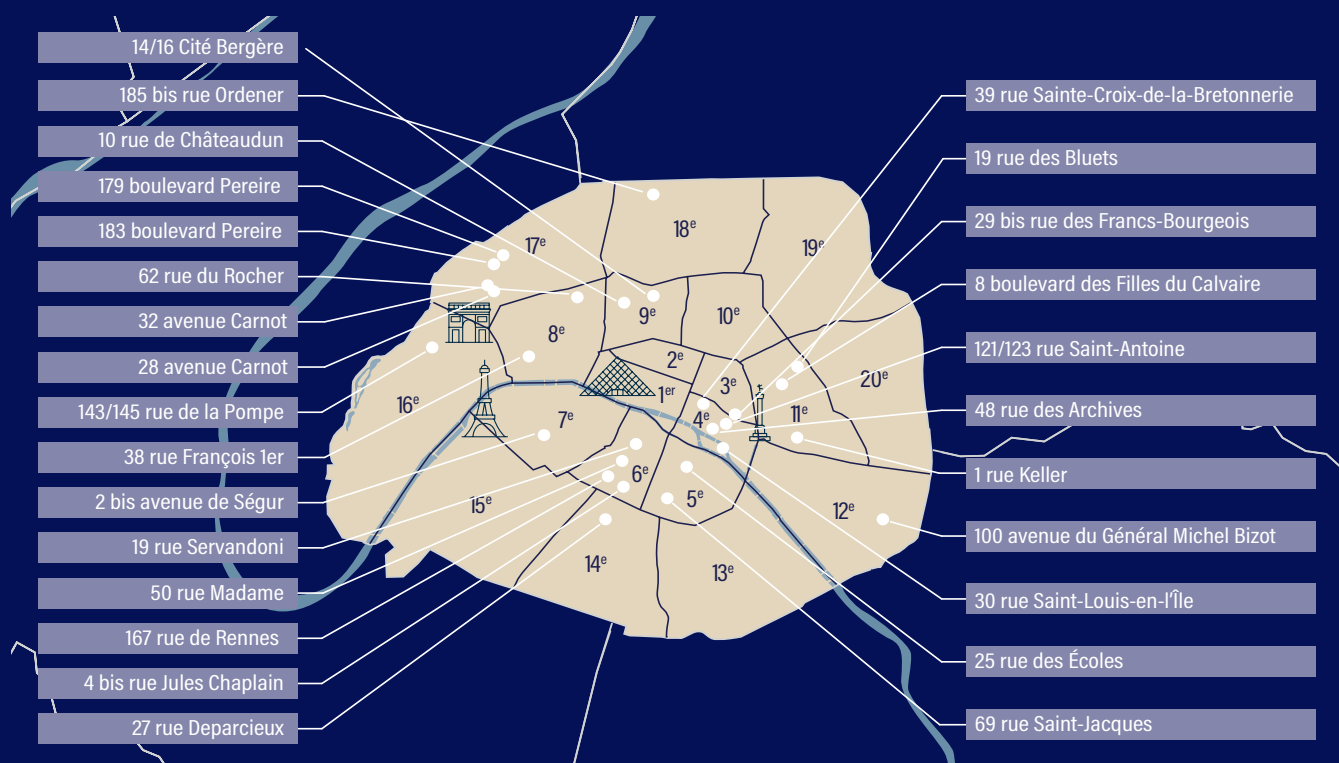 14/16 Cité Bergère
185 bis rue Ordener
10 rue de Châteaudun
179 boulevard Pereire
183 boulevard Pereire
62 rue du Rocher
32 avenue Carnot
28 avenue Carnot
143/145 rue de la Pompe
38 rue François 1er
2 bis avenue de Ségur
19 rue Servandoni
50 rue Madame
167 rue de Rennes
4 bis rue Jules Chaplain
27 rue Deparcieux
18e
17e
19e
9e
10e
8e
2e
3e
1er
20e
16e
7e
4e
11e
6e
5e
15e
12e
14e
13e
39 rue Sainte-Croix-de-la-Bretonnerie
19 rue des Bluets
29 bis rue des Francs-Bourgeois
8 boulevard des Filles du Calvaire
121/123 rue Saint-Antoine
48 rue des Archives
1 rue Keller
100 avenue du Général Michel Bizot
30 rue Saint-Louis-en-l'Île
25 rue des Écoles
69 rue Saint-Jacques